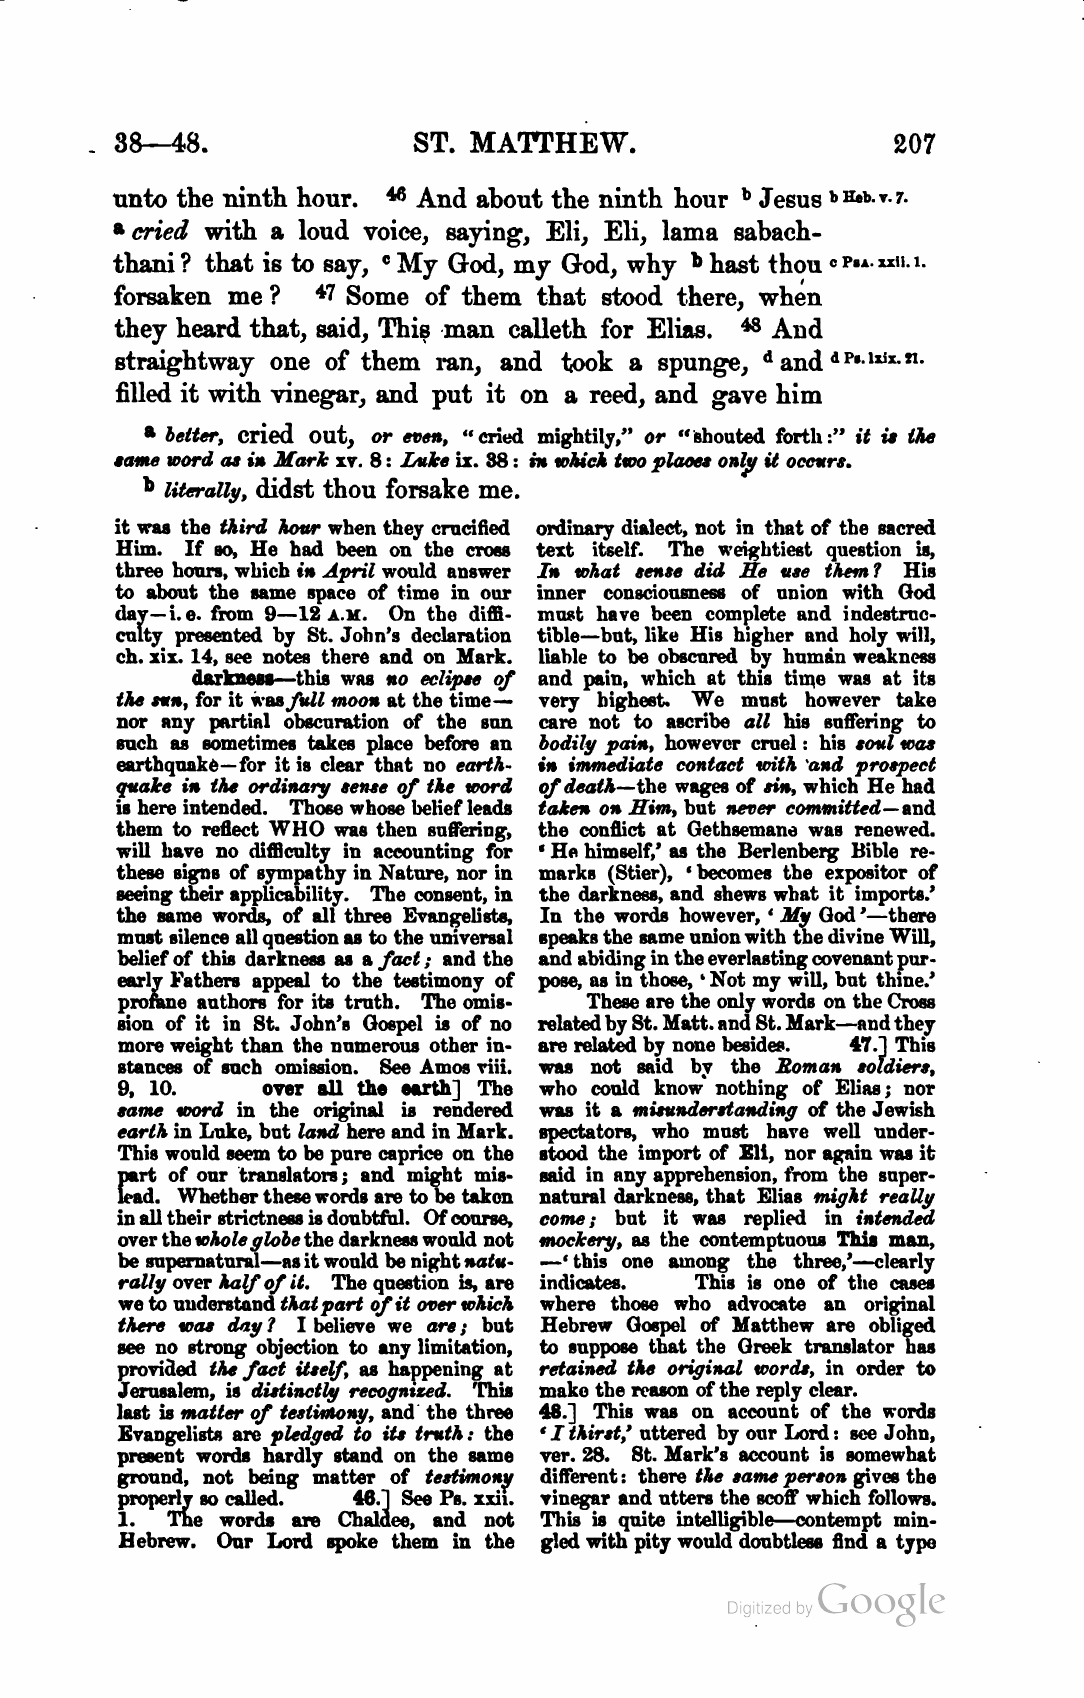 38—48. ST. MATTHEW. 207
unto the ninth hour. 46 And about the ninth hour b Jesus b Heb. v. 7.
a cried with a loud voice, saying, Eli, Eli, lama sabach-
thani? that is to say, c My God, my God, why b hast thou c Psa. xxii. 1.
forsaken me? 47 Some of them that stood there, when
they heard that, said, This man calleth for Elias. 48 And
straightway one of them ran, and took a spunge, d and d Ps. lxix. 21.
filled it with vinegar, and put it on a reed, and gave him
a better, cried out, or even, “cried mightily,” or “shouted forth:” it is the
same word as in Mark xv. 8: Luke ix. 38: in which two places only it occurs.
b literally, didst thou forsake me.
it was the third hour when they crucified
Him. If so, He had been on the cross
three hours, which in April would answer
to about the same space of time in our
day—i. e. from 9—12 A.M. On the diffi-
culty presented by St. John's declaration
ch. xix. 14, see notes there and on Mark.
darkness—this was no eclipse of
the sun, for it was full moon at the time—
nor any partial obscuration of the sun
such as sometimes takes place before an
earthquake—for it is clear that no earth-
quake in the ordinary sense of the word
is here intended. Those whose belief leads
them to reflect WHO was then suffering,
will have no difficulty in accounting for
these signs of sympathy in Nature, nor in
seeing their applicability. The consent, in
the same words, of all three Evangelists,
must silence all question as to the universal
belief of this darkness as a fact; and the
early Fathers appeal to the testimony of
profane authors for its truth. The omis-
sion of it in St. John's Gospel is of no
more weight than the numerous other in-
stances of such omission. See Amos viii.
9, 10. over all the earth] The
same word in the original is rendered
earth in Luke, but land here and in Mark.
This would seem to be pure caprice on the
part of our translators; and might mis-
lead. Whether these words are to be taken
in all their strictness is doubtful. Of course,
over the whole globe the darkness would not
be supernatural—as it would be night natu-
rally over half of it. The question is, are
we to understand that part of it over which
there was day? I believe we are; but
see no strong objection to any limitation,
provided the fact itself, as happening at
Jerusalem, is distinctly recognized. This
last is matter of testimony, and the three
Evangelists are pledged to its truth: the
present words hardly stand on the same
ground, not being matter of testimony
properly so called. 46.] See Ps. xxii.
1. The words are Chaldee, and not
Hebrew. Our Lord spoke them in the
ordinary dialect, not in that of the sacred
text itself. The weightiest question is,
In what sense did He use them? His
inner consciousness of union with God
must have been complete and indestruc-
tible—but, like His higher and holy will,
liable to be obscured by human weakness
and pain, which at this time was at its
very highest. We must however take
care not to ascribe all his suffering to
bodily pain, however cruel: his soul was
in immediate contact with and prospect
of death—the wages of sin, which He had
taken on Him, but never committed—and
the conflict at Gethsemane was renewed.
‘He himself,’ as the Berlenberg Bible re-
marks (Stier), ‘becomes the expositor of
the darkness, and shews what it imports.’
In the words however, ‘My God’—there
speaks the same union with the divine Will,
and abiding in the everlasting covenant pur-
pose, as in those, ‘Not my will, but thine.’
These are the only words on the Cross
related by St. Matt. and St. Mark—and they
are related by none besides. 47.] This
was not said by the Roman soldiers,
who could know nothing of Elias; nor
was it a misunderstanding of the Jewish
spectators, who must have well under-
stood the import of Eli, nor again was it
said in any apprehension, from the super-
natural darkness, that Elias might really
come; but it was replied in intended
mockery, as the contemptuous This man,
—‘this one among the three,’—clearly
indicates. This is one of the cases
where those who advocate an original
Hebrew Gospel of Matthew are obliged
to suppose that the Greek translator has
retained the original words, in order to
make the reason of the reply clear.
48.] This was on account of the words
‘I thirst,’ uttered by our Lord: see John,
ver. 28. St. Mark's account is somewhat
different: there the same person gives the
vinegar and utters the scoff which follows.
This is quite intelligible—contempt min-
gled with pity would doubtless find a type
Digitized by Google